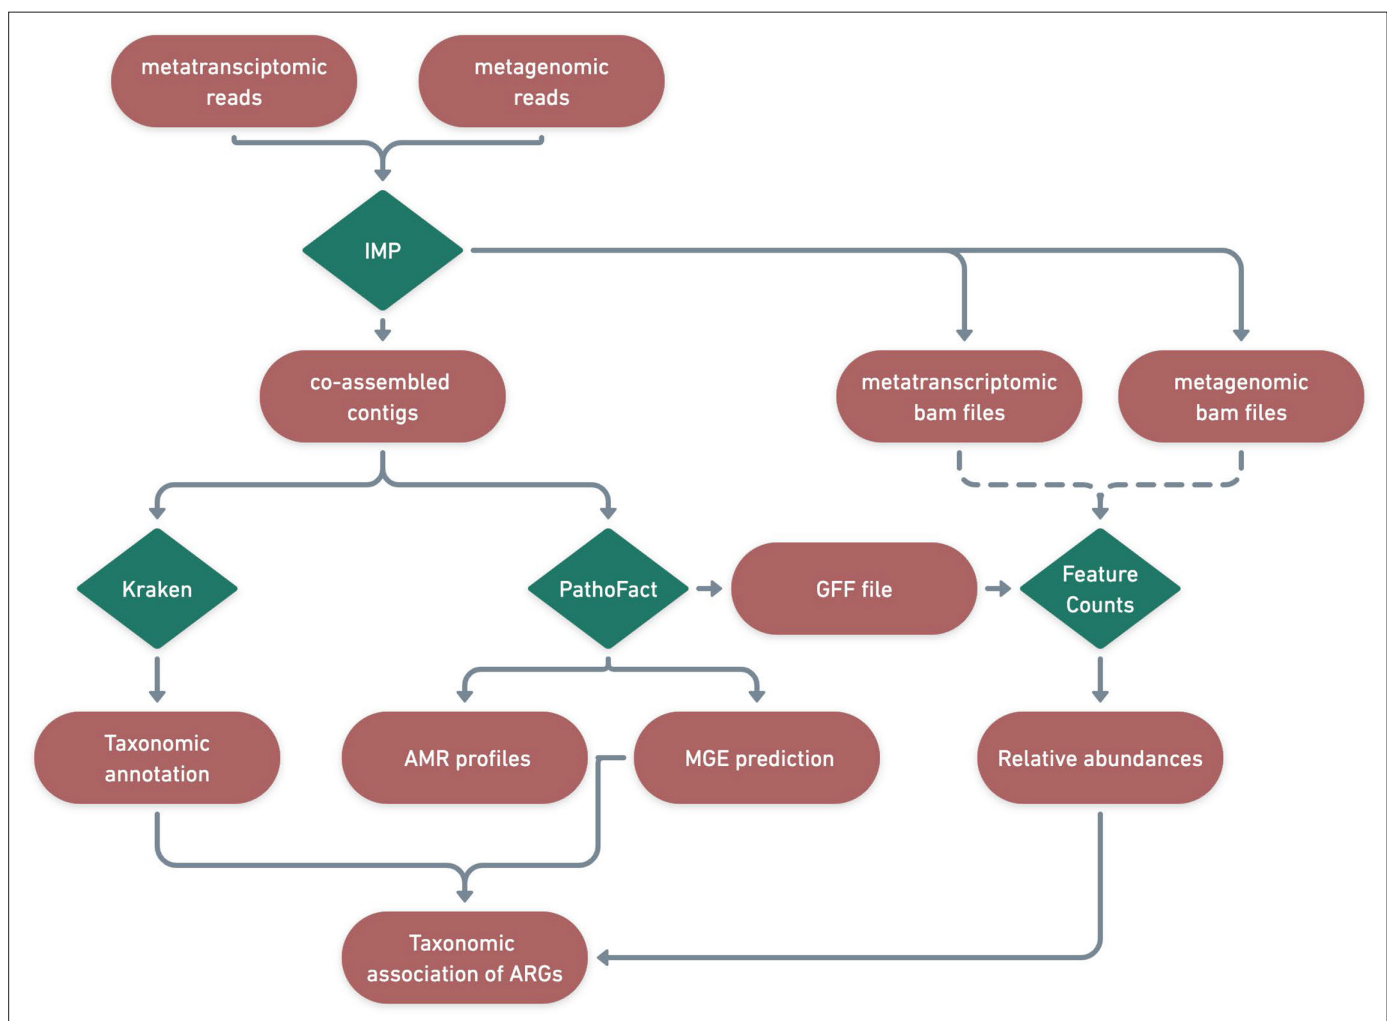 metatransciptomic
reads
metagenomic
reads
IMP
co-assembled
contigs
metatranscriptomic
bam files
metagenomic
bam files
Kraken
PathoFact
GFF file
Feature
Counts
Taxonomic
annotation
AMR profiles
MGE prediction
Relative abundances
Taxonomic
association of ARGs